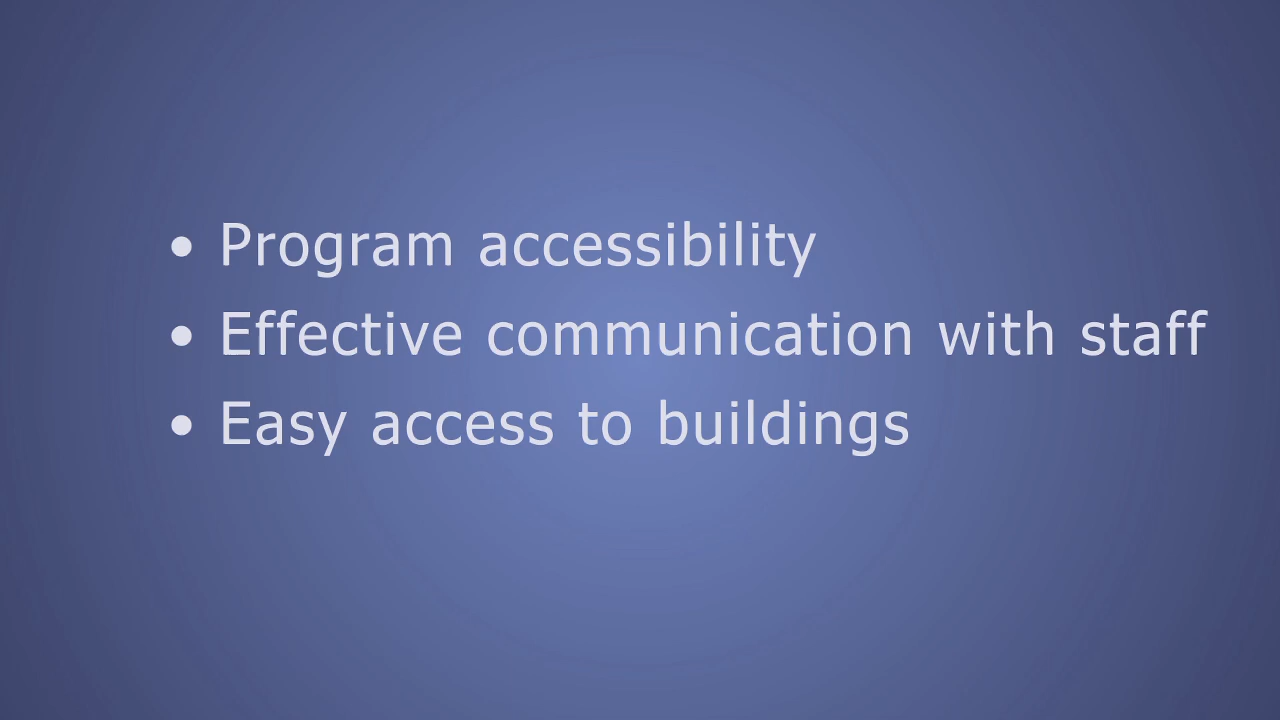 • Program accessibility
• Effective communication with staff
• Easy access to buildings